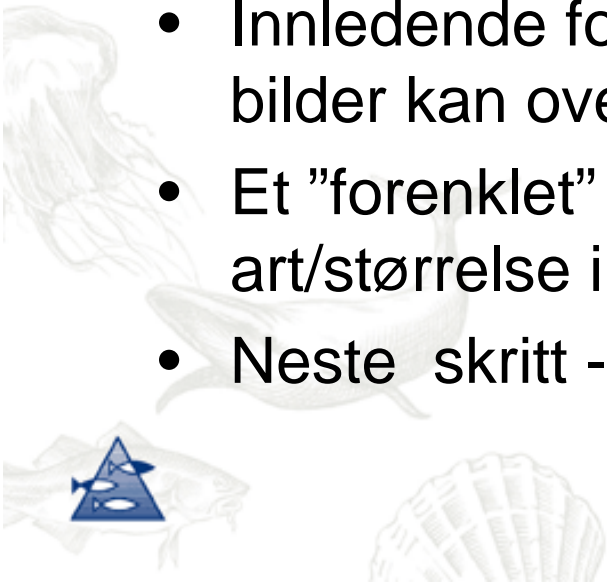 • Innledende fo
bilder kan ove
• Et ”forenklet”
art/størrelse i
• Neste  skritt -